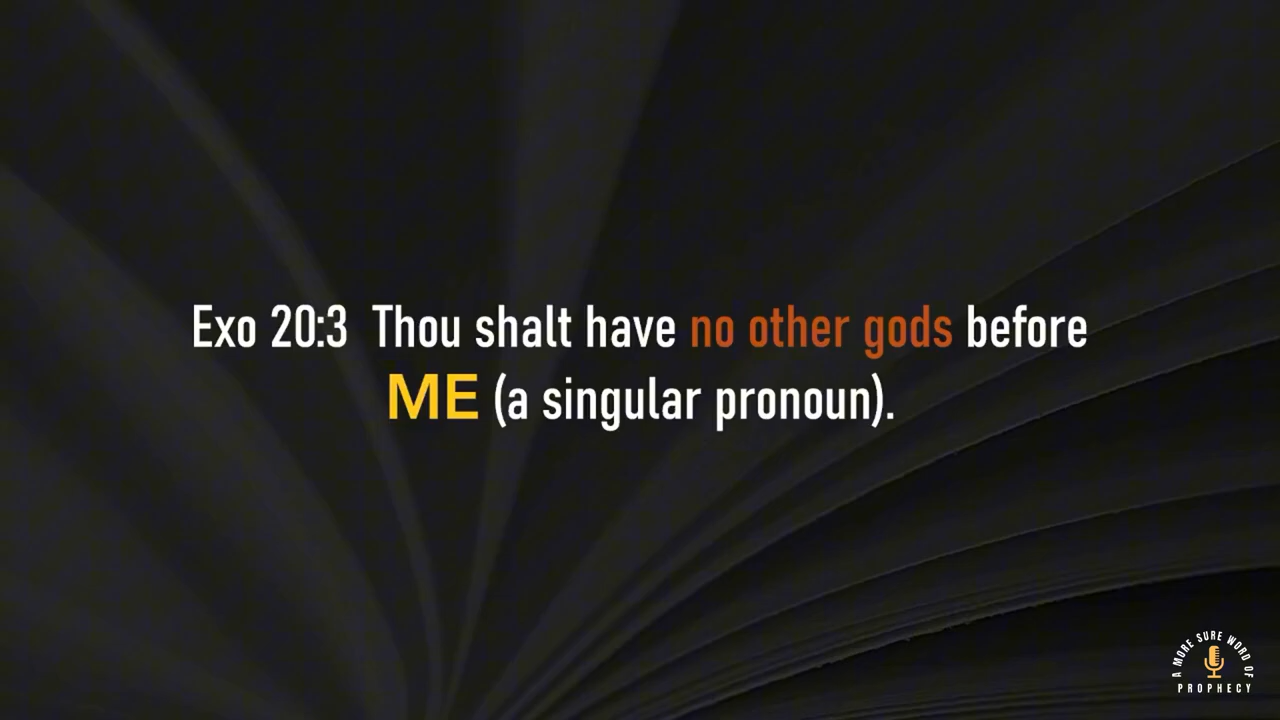 Exo 20:3 Thou shalt have no other gods before
ME (a singular pronoun).
A MORE SURE WORD OF
PROPHECY